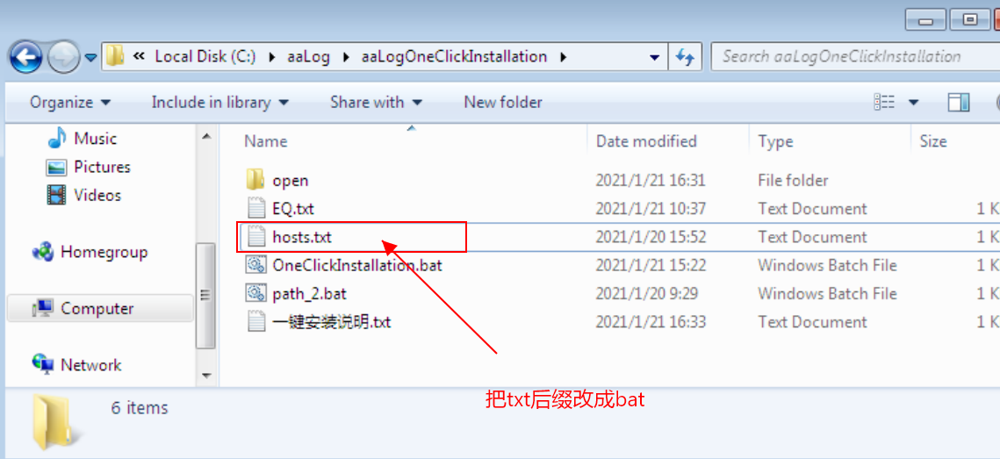 « Local Disk (C:) ▸ aaLog ▸ aaLogOneClickInstallation ▸ Search aaLogOneClickInstallation
Organize Include in library Share with New folder
Music
Pictures
Videos
Homegroup
Computer
Network
Name Date modified Type Size
open 2021/1/21 16:31 File folder
EQ.txt 2021/1/21 10:37 Text Document 1 K
hosts.txt 2021/1/20 15:52 Text Document 1 K
OneClickInstallation.bat 2021/1/21 15:22 Windows Batch File 1 K
path_2.bat 2021/1/20 9:29 Windows Batch File 1 K
一键安装说明.txt 2021/1/21 16:33 Text Document 1 K
把txt后缀改成bat
6 items